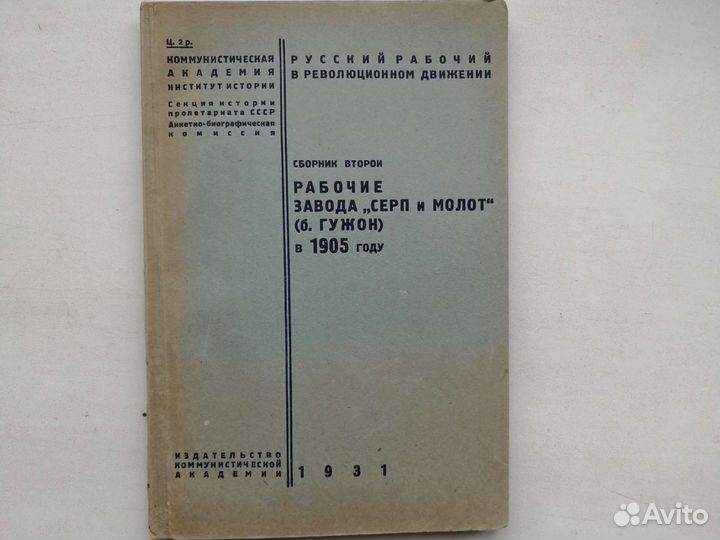 Ц. 2 р.
КОММУНИСТИЧЕСКАЯ
АКАДЕМИЯ
ИНСТИТУТ ИСТОРИИ
Секция истории
пролетариата СССР
Анкетно-биографическая
комиссия
РУССКИЙ РАБОЧИЙ
В РЕВОЛЮЦИОННОМ ДВИЖЕНИИ
СБОРНИК ВТОРОЙ
РАБОЧИЕ
ЗАВОДА „СЕРП и МОЛОТ“
(б. ГУЖОН)
в 1905 году
ИЗДАТЕЛЬСТВО
КОММУНИСТИЧЕСКОЙ
АКАДЕМИИ
1931
Avito